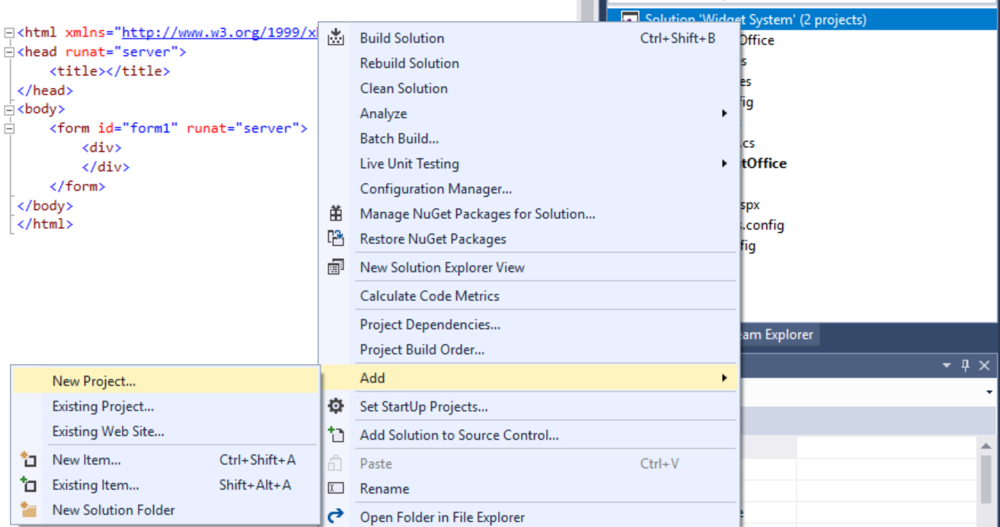 <html xmlns="http://www.w3.org/1999/x
<head runat="server">
<title></title>
</head>
<body>
<form id="form1" runat="server">
<div>
</div>
</form>
</body>
</html>
Build Solution Ctrl+Shift+B
Rebuild Solution
Clean Solution
Analyze
Batch Build...
Live Unit Testing
Configuration Manager...
Manage NuGet Packages for Solution...
Restore NuGet Packages
New Solution Explorer View
Calculate Code Metrics
Project Dependencies...
Project Build Order...
Add
Set StartUp Projects...
Add Solution to Source Control...
Paste Ctrl+V
Rename
Open Folder in File Explorer
New Project...
Existing Project...
Existing Web Site...
New Item... Ctrl+Shift+A
Existing Item... Shift+Alt+A
New Solution Folder
Solution 'Widget System' (2 projects)
Office
s
es
ig
.cs
tOffice
spx
s.config
fig
eam Explorer